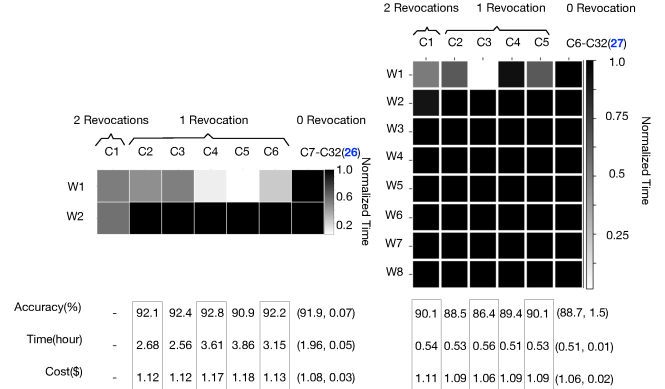 2 Revocations 1 Revocation 0 Revocation
C1 C2 C3 C4 C5 C6-C32(27)
W1
W2
W3
W4
W5
W6
W7
W8
1.0
0.75
0.5
0.25
Normalized Time
2 Revocations 1 Revocation 0 Revocation
C1 C2 C3 C4 C5 C6 C7-C32(26)
W1
W2
1.0
0.6
0.2
Normalized Time
Accuracy(%) - 92.1 92.4 92.8 90.9 92.2 (91.9, 0.07) 90.1 88.5 86.4 89.4 90.1 (88.7, 1.5)
Time(hour) - 2.68 2.56 3.61 3.86 3.15 (1.96, 0.05) 0.54 0.53 0.56 0.51 0.53 (0.51, 0.01)
Cost($) - 1.12 1.12 1.17 1.18 1.13 (1.08, 0.03) 1.11 1.09 1.09 1.09 1.09 (1.06, 0.02)